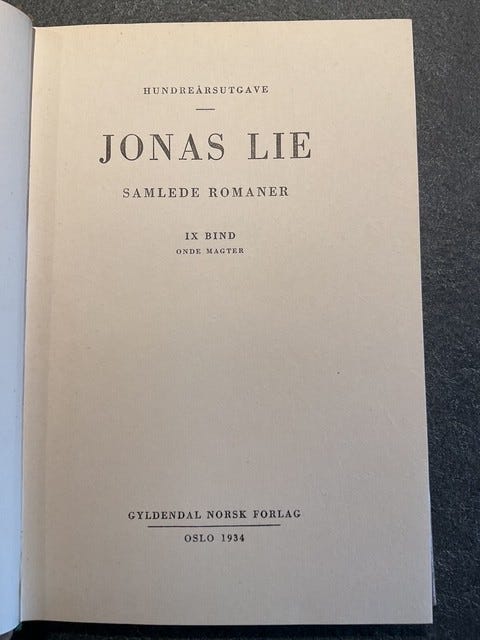 HUNDREÅRSUTGAVE
JONAS LIE
SAMLEDE ROMANER
IX BIND
ONDE MAGTER
GYLDENDAL NORSK FORLAG
OSLO 1934